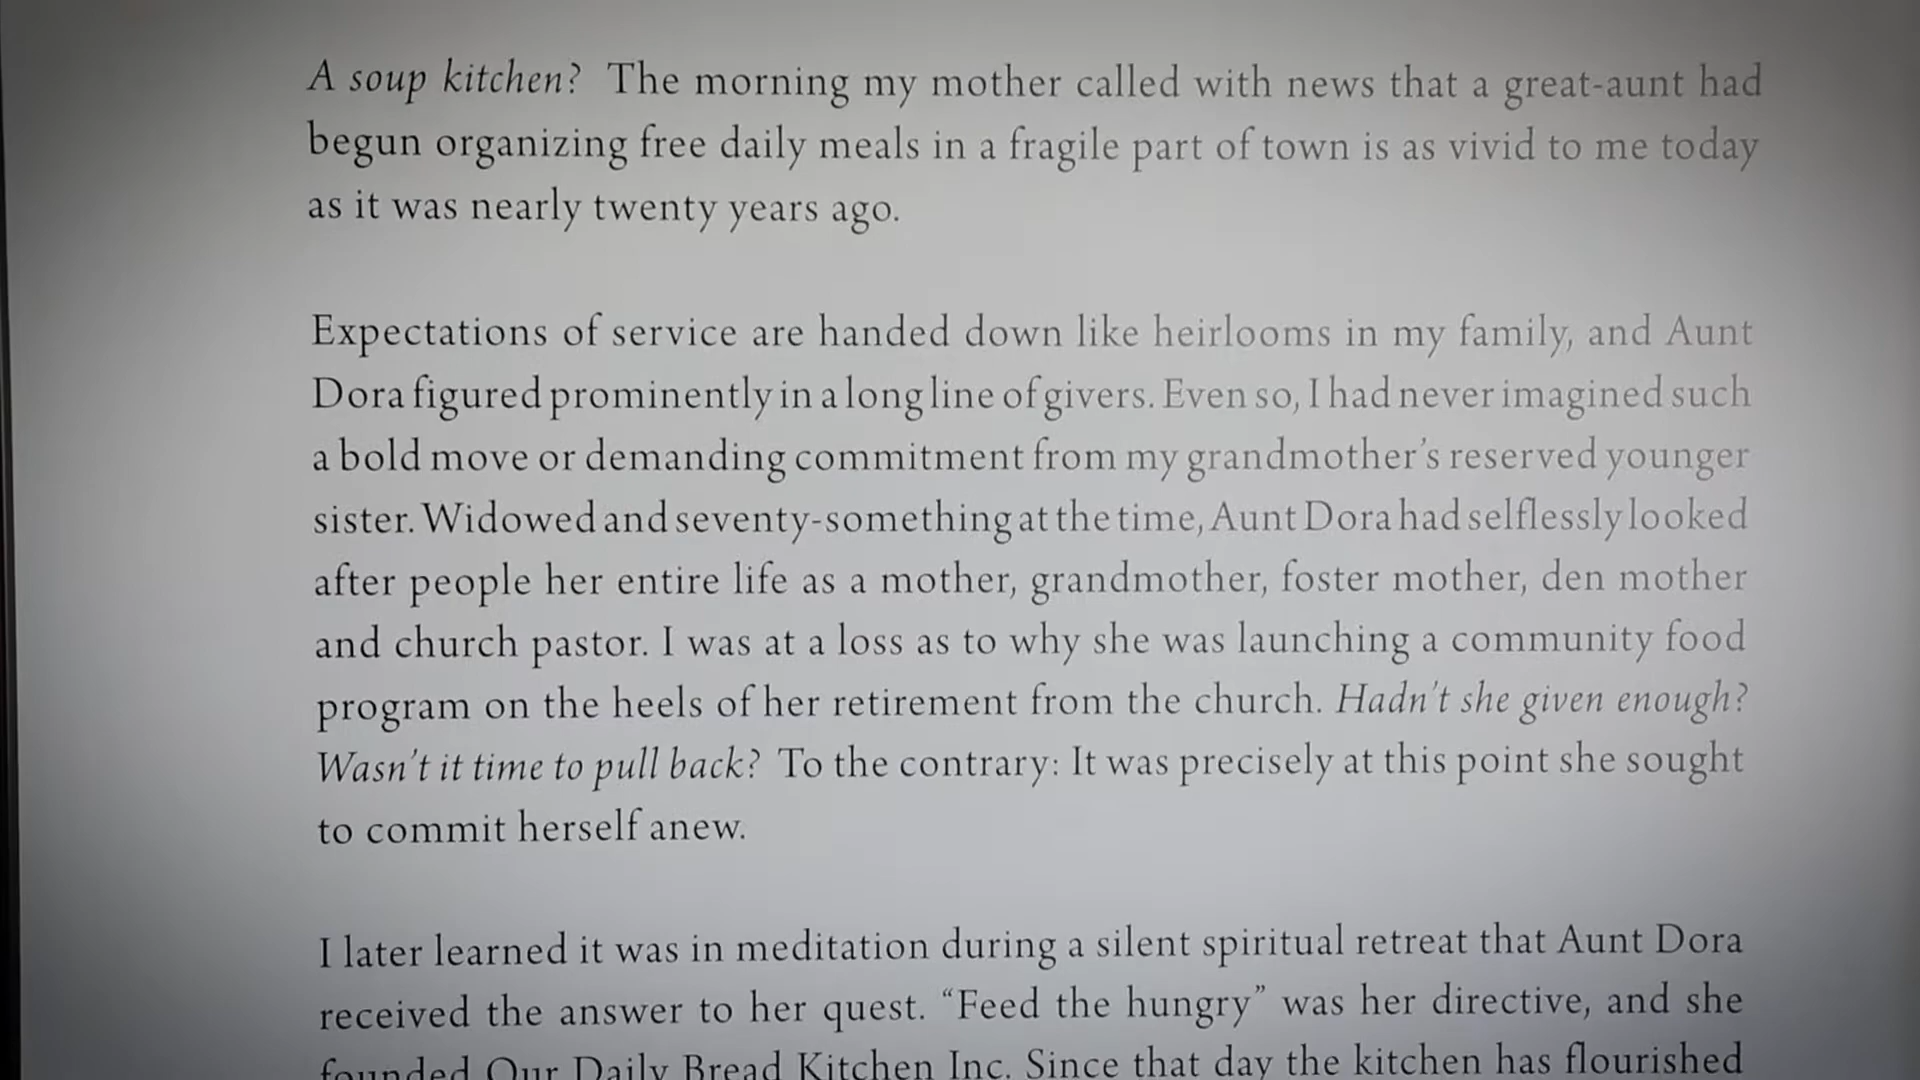 A soup kitchen? The morning my mother called with news that a great-aunt had
begun organizing free daily meals in a fragile part of town is as vivid to me today
as it was nearly twenty years ago.
Expectations of service are handed down like heirlooms in my family, and Aunt
Dora figured prominently in a long line of givers. Even so, I had never imagined such
a bold move or demanding commitment from my grandmother’s reserved younger
sister. Widowed and seventy-something at the time, Aunt Dora had selflessly looked
after people her entire life as a mother, grandmother, foster mother, den mother
and church pastor. I was at a loss as to why she was launching a community food
program on the heels of her retirement from the church. Hadn’t she given enough?
Wasn’t it time to pull back? To the contrary: It was precisely at this point she sought
to commit herself anew.
I later learned it was in meditation during a silent spiritual retreat that Aunt Dora
received the answer to her quest. “Feed the hungry” was her directive, and she
founded Our Daily Bread Kitchen Inc. Since that day the kitchen has flourished